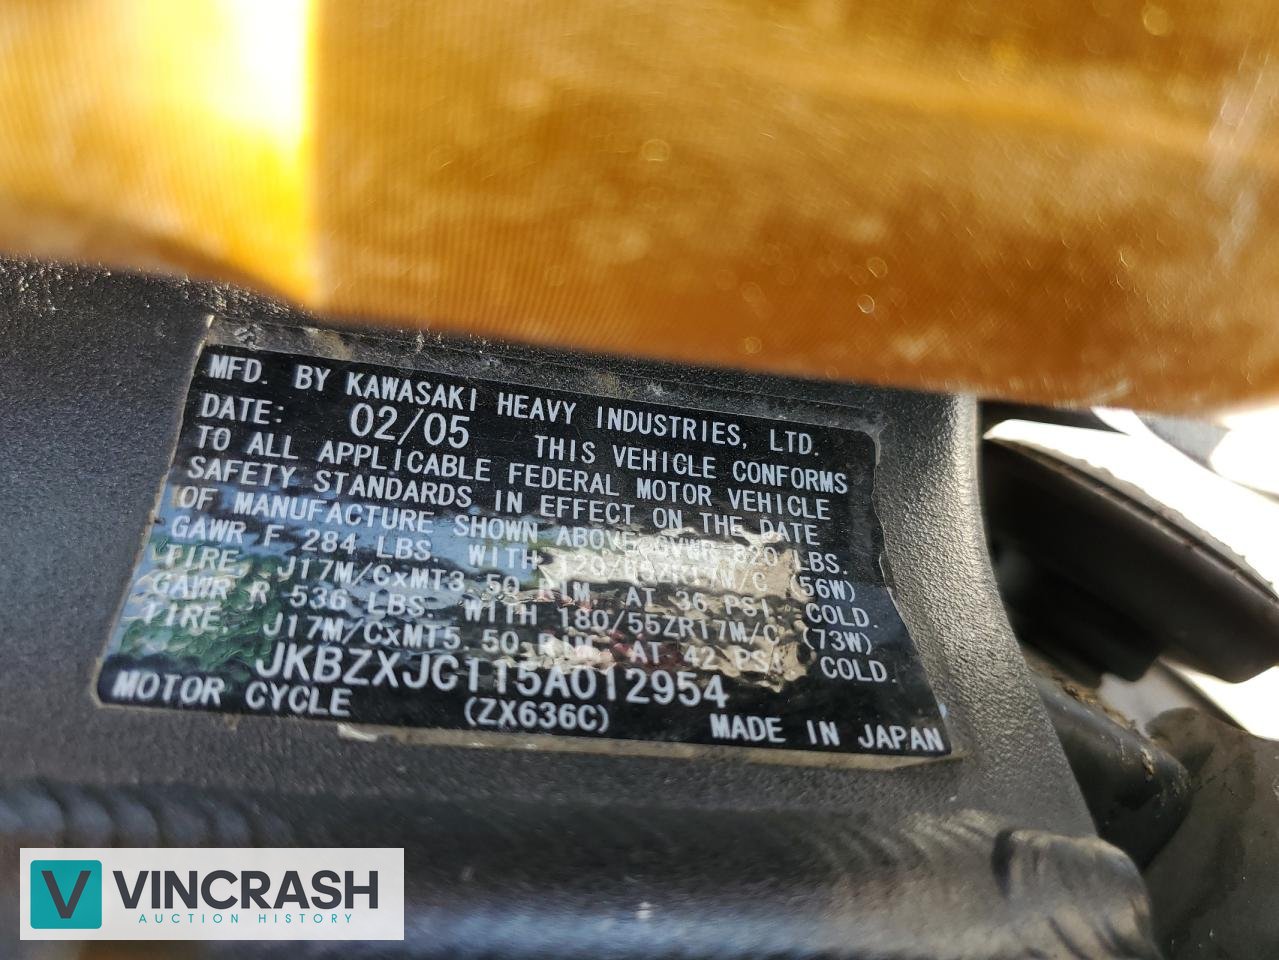 MFD. BY KAWASAKI HEAVY INDUSTRIES, LTD.
DATE: 02/05 THIS VEHICLE CONFORMS
TO ALL APPLICABLE FEDERAL MOTOR VEHICLE
SAFETY STANDARDS IN EFFECT ON THE DATE
OF MANUFACTURE SHOWN ABOVE GVWR 820 LBS.
GAWR F 284 LBS. WITH 120/65ZR17M/C (56W)
TIRE, J17M/CxMT3.50 RIM, AT 36 PSI. COLD.
GAWR R 536 LBS. WITH 180/55ZR17M/C (73W)
TIRE, J17M/CxMT5.50 RIM, AT 42 PSI COLD.
JKBZXJC115A012954
MOTOR CYCLE (ZX636C) MADE IN JAPAN
V VINCRASH
AUCTION HISTORY